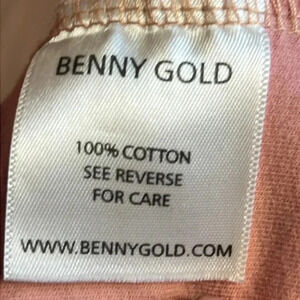 BENNY GOLD
100% COTTON
SEE REVERSE
FOR CARE
WWW.BENNYGOLD.COM